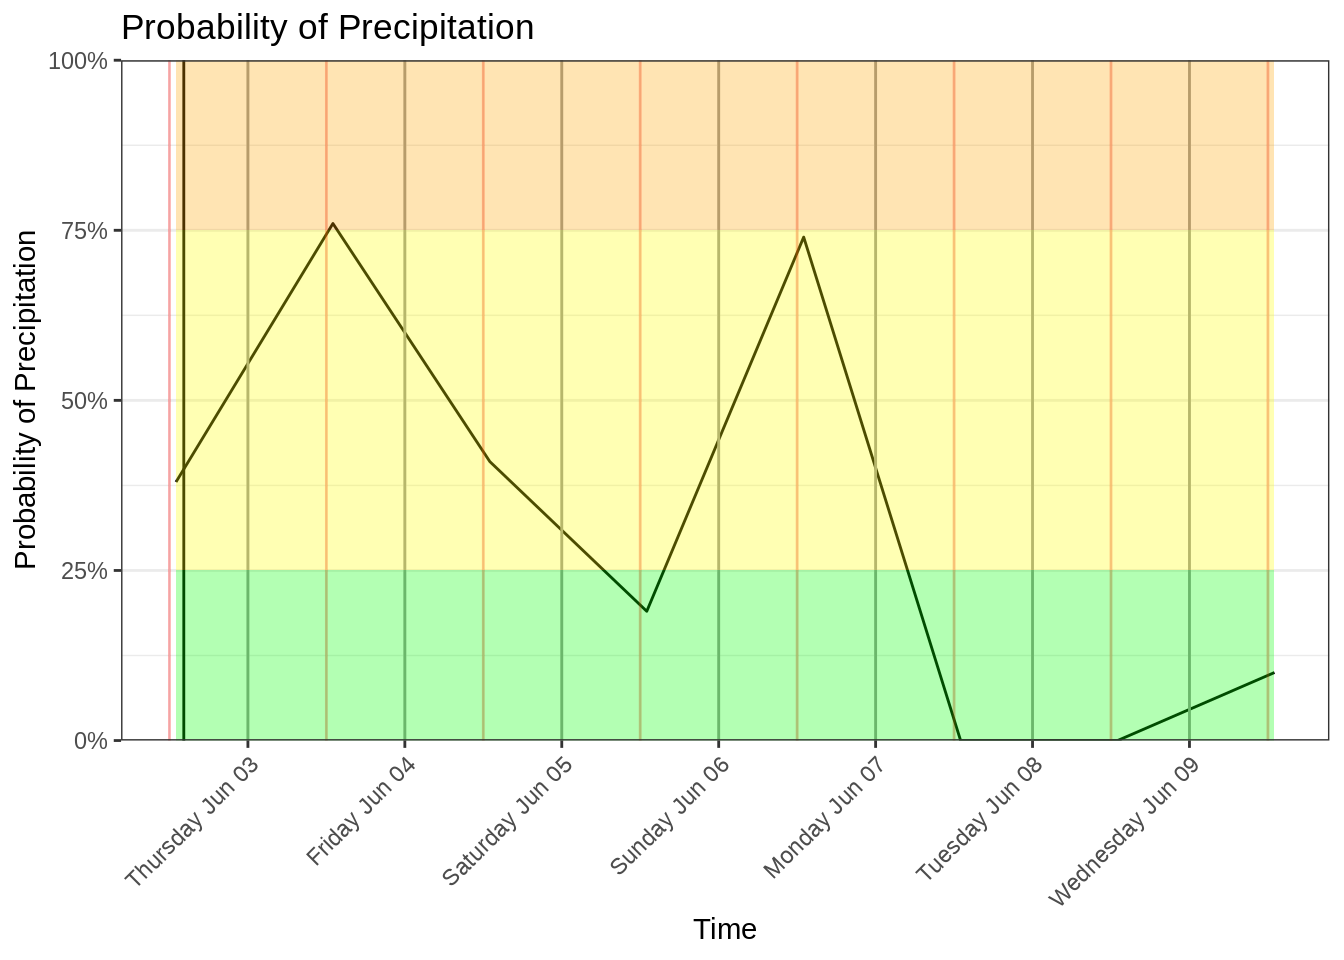 Probability of Precipitation
Probability of Precipitation
100%
75%
50%
25%
0%
Thursday Jun 03
Friday Jun 04
Saturday Jun 05
Sunday Jun 06
Monday Jun 07
Tuesday Jun 08
Wednesday Jun 09
Time